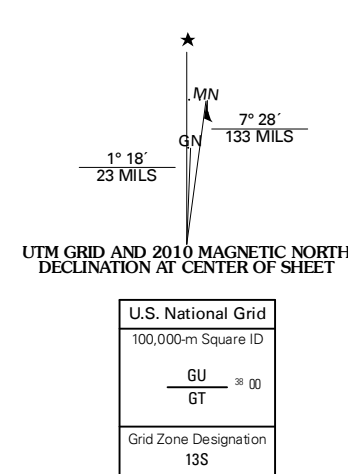 MN
7° 28´
133 MILS
GN
1° 18´
23 MILS
UTM GRID AND 2010 MAGNETIC NORTH
DECLINATION AT CENTER OF SHEET
U.S. National Grid
100,000-m Square ID
GU
38 00
GT
Grid Zone Designation
13S